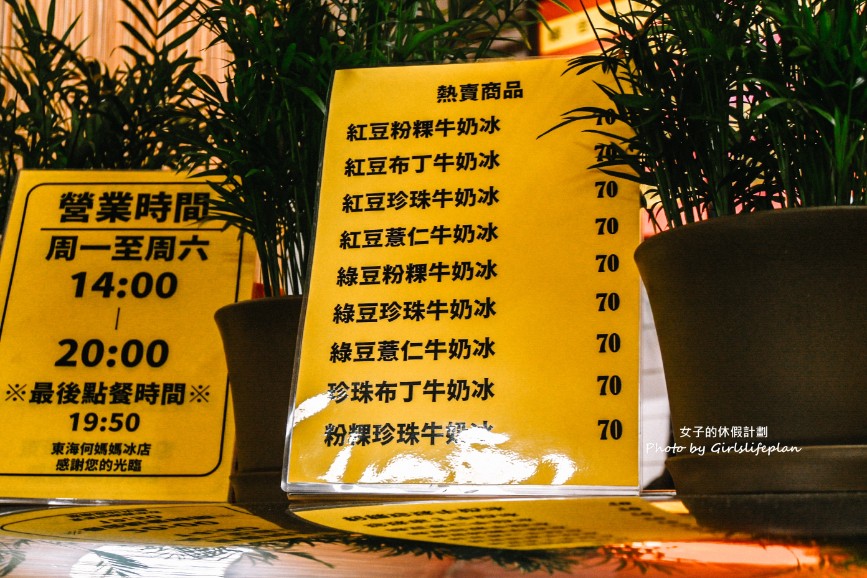 營業時間
周一至周六
14:00
|
20:00
※最後點餐時間※
19:50
東海何媽媽冰店
感謝您的光臨
熱賣商品
紅豆粉粿牛奶冰 70
紅豆布丁牛奶冰 70
紅豆珍珠牛奶冰 70
紅豆薏仁牛奶冰 70
綠豆粉粿牛奶冰 70
綠豆珍珠牛奶冰 70
綠豆薏仁牛奶冰 70
珍珠布丁牛奶冰 70
粉粿珍珠牛奶冰 70
女子的休假計劃
Photo by Girlslifeplan